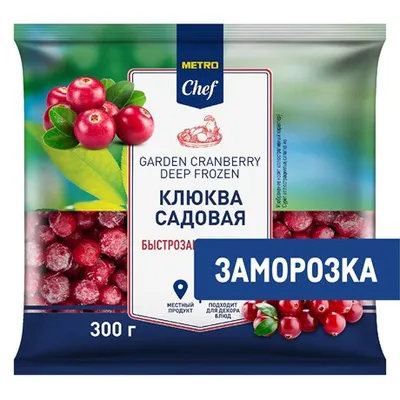 METRO
Chef
GARDEN CRANBERRY
DEEP FROZEN
КЛЮКВА
САДОВАЯ
ЗАМОРОЗКА
МЕСТНЫЙ
ПРОДУКТ
ПОДХОДИТ
ДЛЯ ДЕКОРА
БЛЮД
300 г